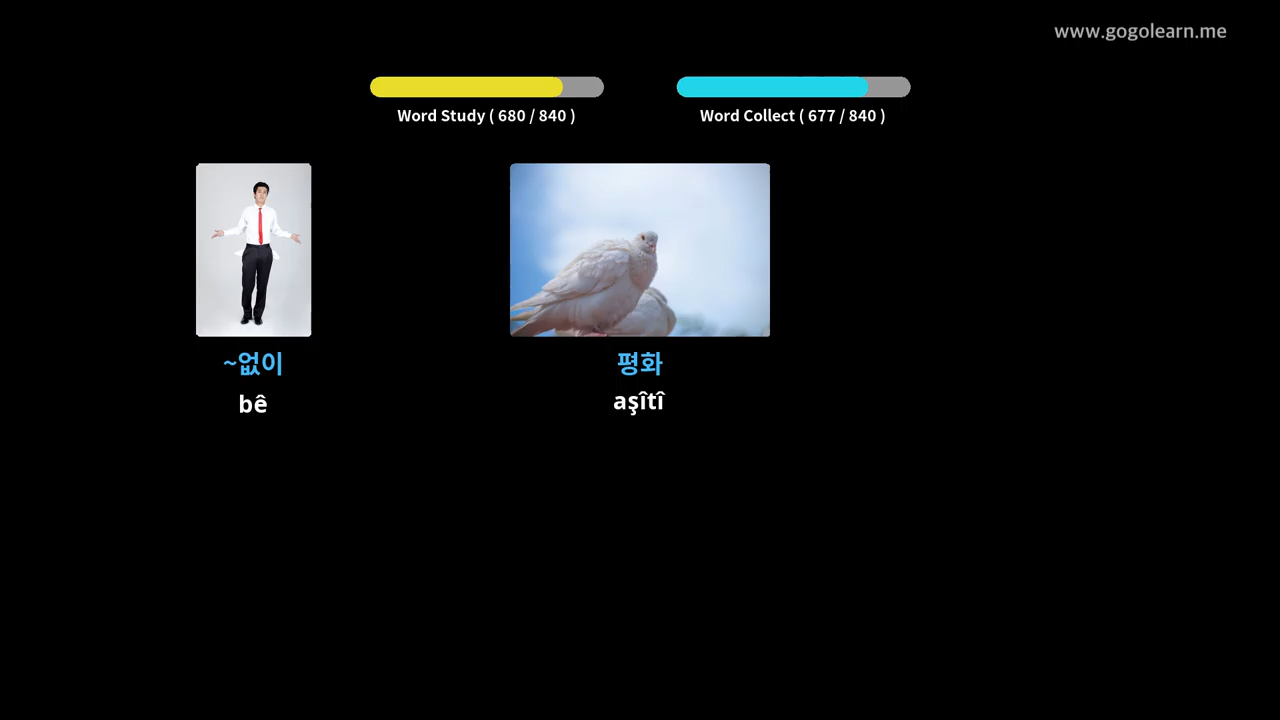 www.gogolearn.me
Word Study ( 680 / 840 )
Word Collect ( 677 / 840 )
~없이
bê
평화
aşîtî